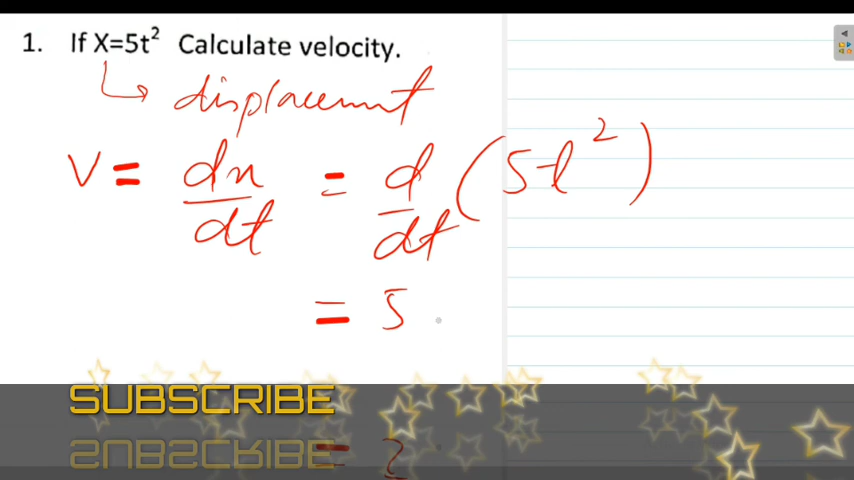 1. If X=5t² Calculate velocity.
displacement
V = dx/dt = d/dt (5t²)
= 5
SUBSCRIBE